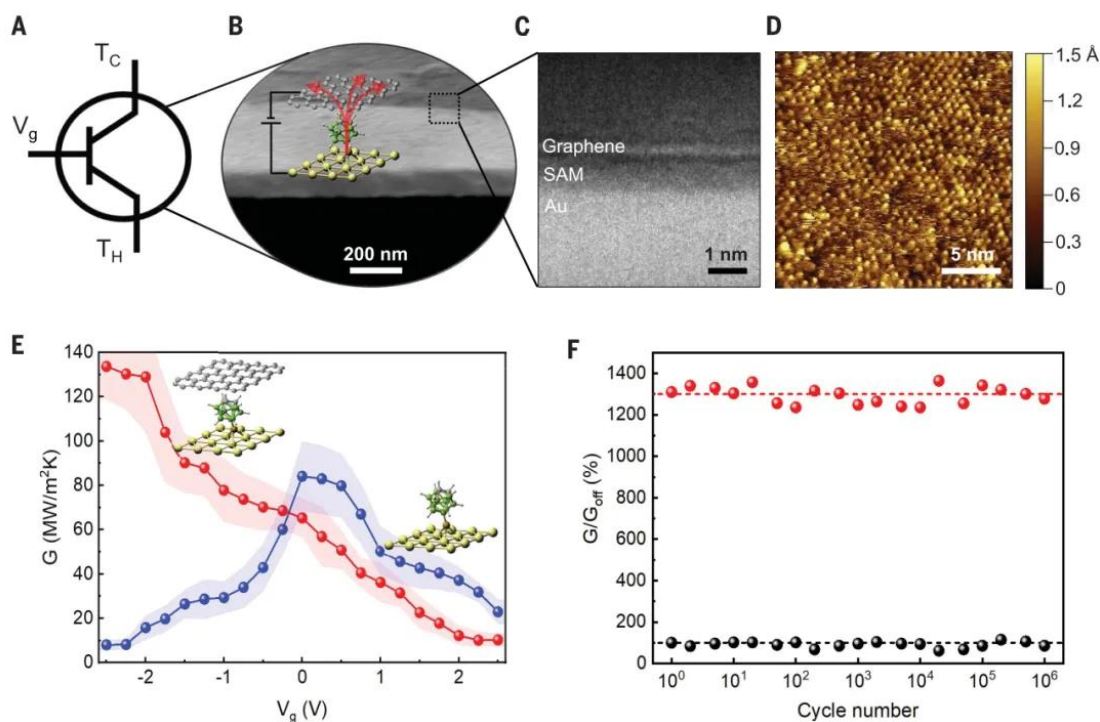 A
B
C
D
T_C
V_g
T_H
200 nm
Graphene
SAM
Au
1 nm
5 nm
1.5 Å
1.2
0.9
0.6
0.3
0
E
140
120
100
80
60
40
20
0
G (MW/m²K)
-2
-1
0
1
2
V_g (V)
F
1400
1200
1000
800
600
400
200
0
G/G_off (%)
10⁰
10¹
10²
10³
10⁴
10⁵
10⁶
Cycle number